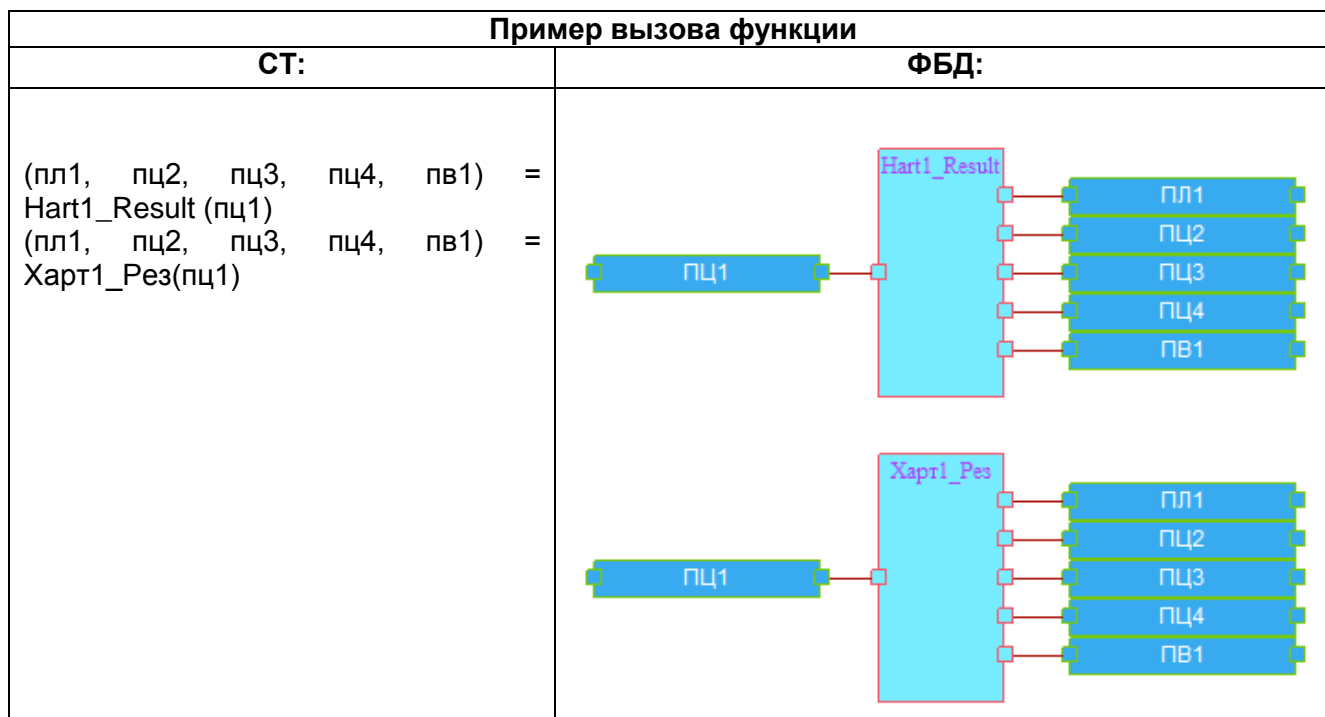 Пример вызова функции
СТ:
ФБД:
(пл1, пц2, пц3, пц4, пв1) =
Hart1_Result (пц1)
(пл1, пц2, пц3, пц4, пв1) =
Харт1_Рез(пц1)
Hart1_Result
ПЦ1
ПЛ1
ПЦ2
ПЦ3
ПЦ4
ПВ1
Харт1_Рез
ПЦ1
ПЛ1
ПЦ2
ПЦ3
ПЦ4
ПВ1